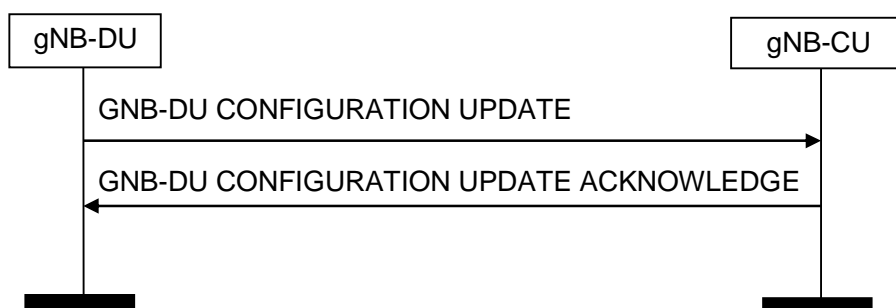 gNB-DU
gNB-CU
GNB-DU CONFIGURATION UPDATE
GNB-DU CONFIGURATION UPDATE ACKNOWLEDGE